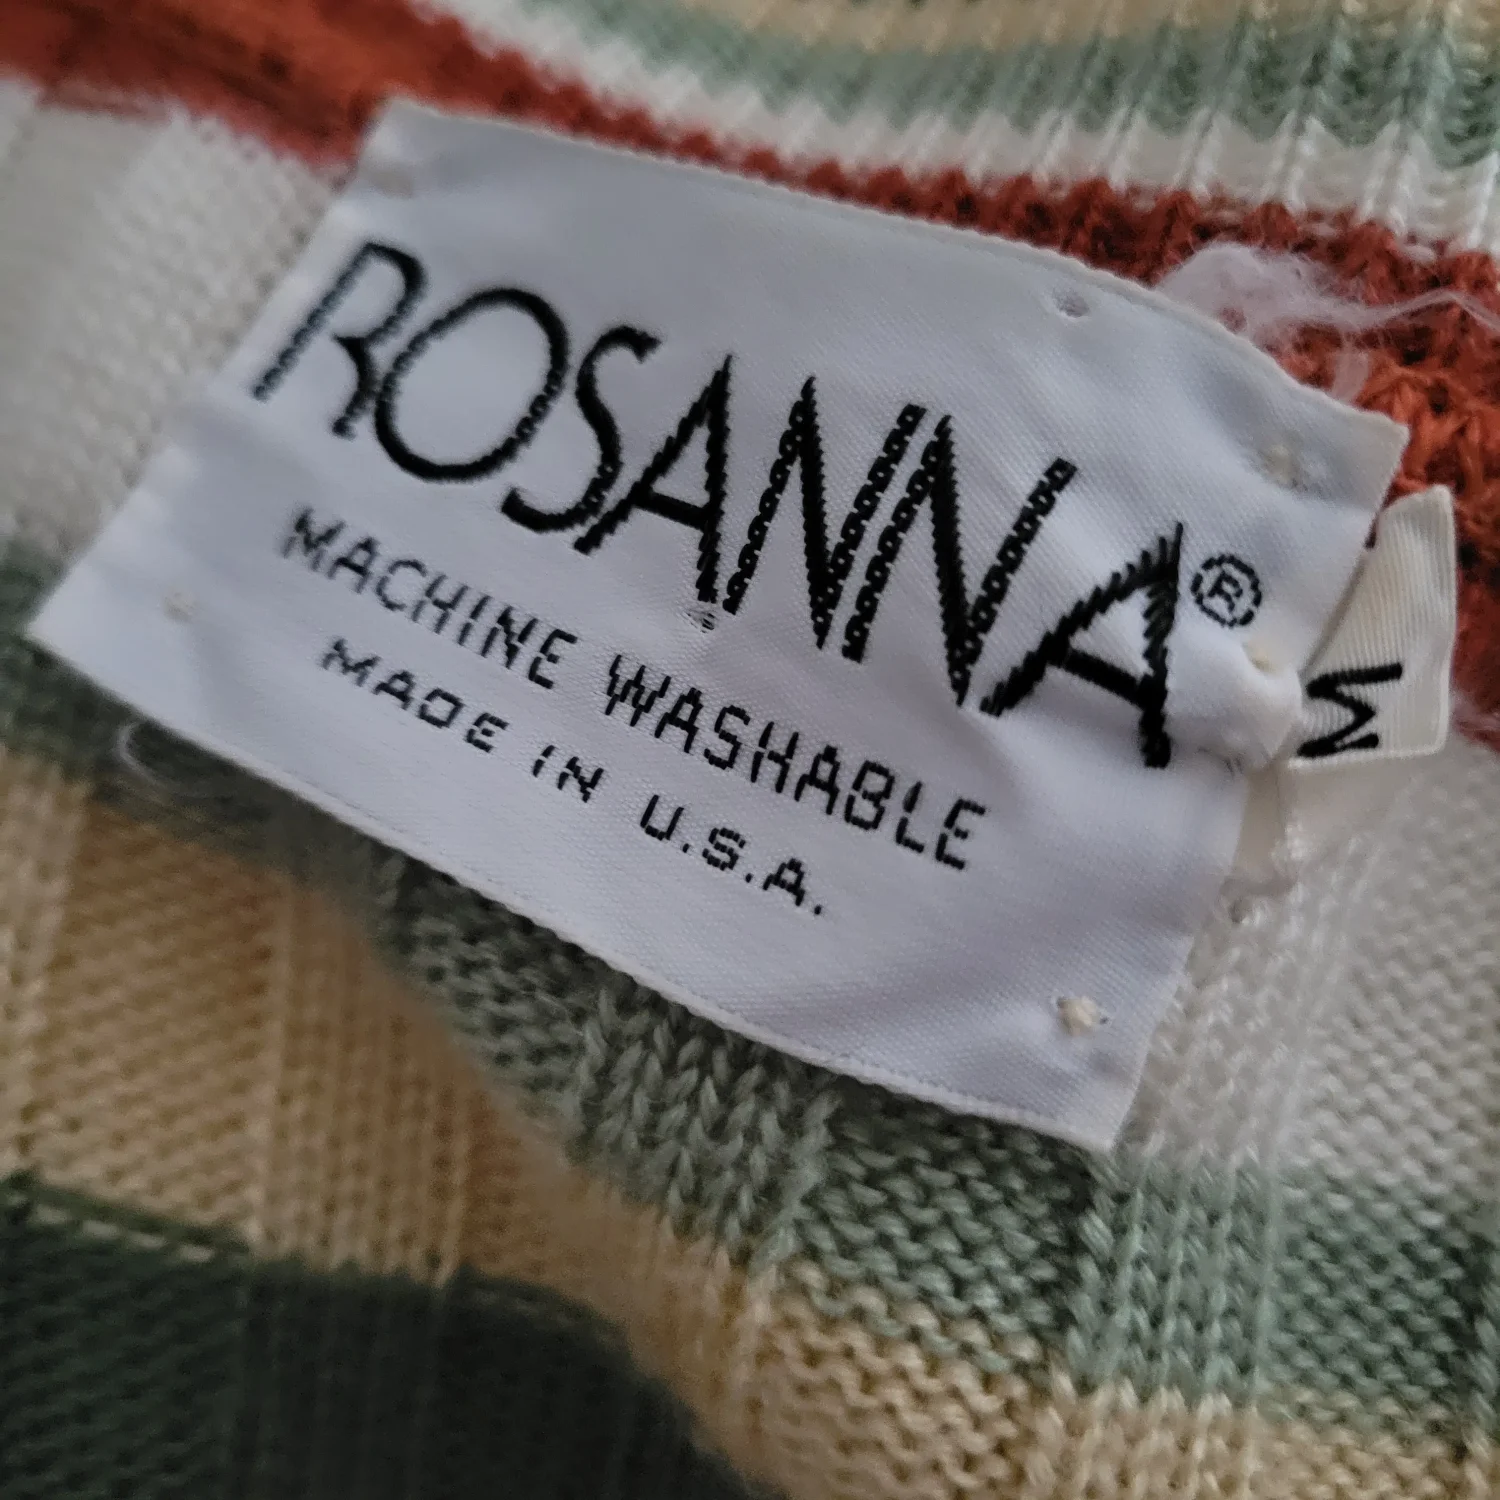 ROSANNA®
MACHINE WASHABLE
MADE IN U.S.A.
M